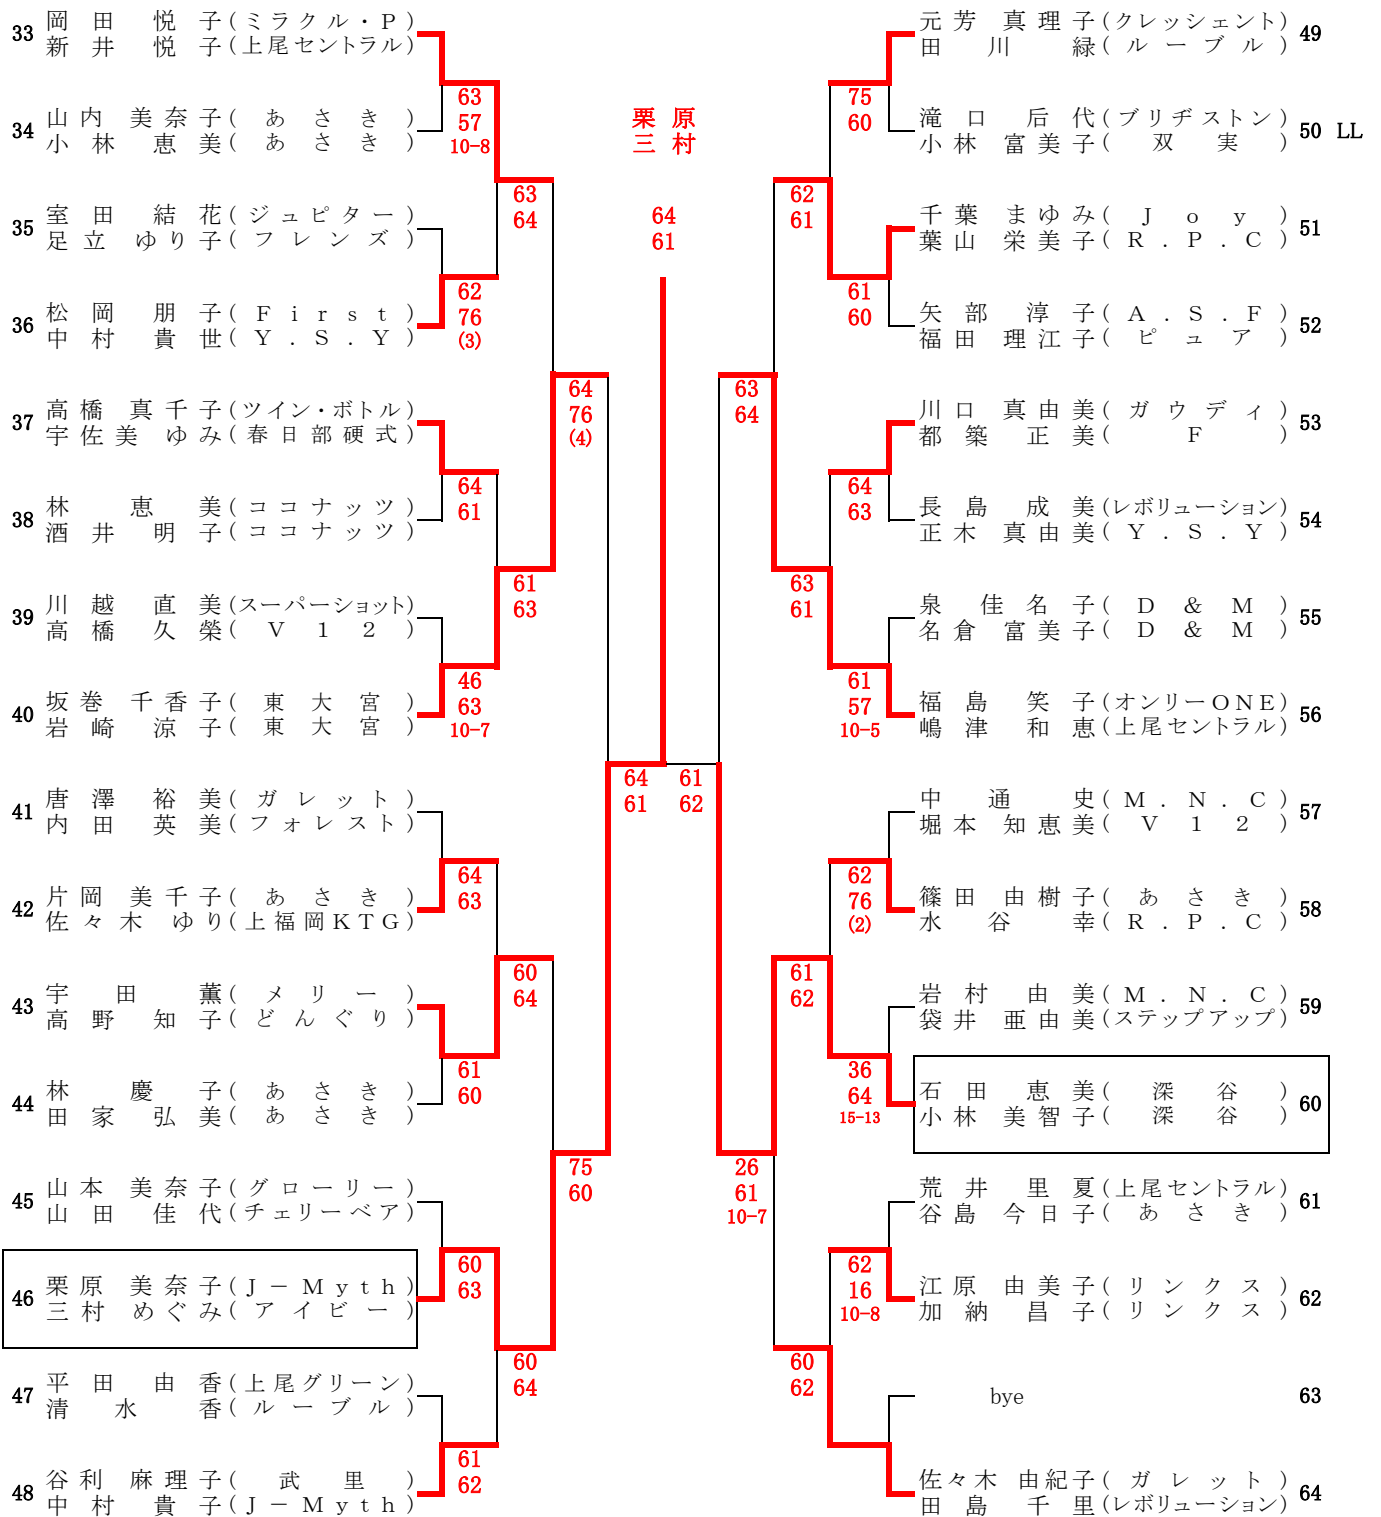 33 岡田 悦子(ミラクル・P)
新井 悦子(上尾セントラル)
63
57
10-8
34 山内 美奈子(あさき)
小林 恵美(あさき)
63
64
35 室田 結花(ジュピター)
足立 ゆり子(フレンズ)
62
76
(3)
36 松岡 朋子(First)
中村 貴世(Y.S.Y)
64
76
(4)
37 高橋 真千子(ツイン・ボトル)
宇佐美 ゆみ(春日部硬式)
64
61
38 林 恵美(ココナッツ)
酒井 明子(ココナッツ)
61
63
39 川越 直美(スーパーショット)
高橋 久榮(V12)
46
63
10-7
40 坂巻 千香子(東大宮)
岩崎 涼子(東大宮)
64
61
41 唐澤 裕美(ガレット)
内田 英美(フォレスト)
64
63
42 片岡 美千子(あさき)
佐々木 ゆり(上福岡KTG)
60
64
43 宇田 薫(メリー)
高野 知子(どんぐり)
61
60
44 林 慶子(あさき)
田家 弘美(あさき)
75
60
45 山本 美奈子(グローリー)
山田 佳代(チェリーベア)
60
63
46 栗原 美奈子(J-Myth)
三村 めぐみ(アイビー)
60
64
47 平田 由香(上尾グリーン)
清水 香(ルーブル)
61
62
48 谷利 麻理子(武里)
中村 貴子(J-Myth)
栗原
三村
64
61
元芳 真理子(クレッシェント) 49
田川 緑(ルーブル)
75
60
滝口 后代(ブリヂストン) 50 LL
小林 富美子(双実)
62
61
千葉 まゆみ(Joy) 51
葉山 栄美子(R.P.C)
61
60
矢部 淳子(A.S.F) 52
福田 理江子(ピュア)
63
64
川口 真由美(ガウディ) 53
都築 正美(F)
64
63
長島 成美(レボリューション) 54
正木 真由美(Y.S.Y)
63
61
泉 佳名子(D&M) 55
名倉 富美子(D&M)
61
57
10-5
福島 笑子(オンリーONE) 56
嶋津 和恵(上尾セントラル)
61
62
中通 史(M.N.C) 57
堀本 知恵美(V12)
62
76
(2)
篠田 由樹子(あさき) 58
水谷 幸(R.P.C)
61
62
岩村 由美(M.N.C) 59
袋井 亜由美(ステップアップ)
36
64
15-13
石田 恵美(深谷) 60
小林 美智子(深谷)
26
61
10-7
荒井 里夏(上尾セントラル) 61
谷島 今日子(あさき)
62
16
10-8
江原 由美子(リンクス) 62
加納 昌子(リンクス)
60
62
bye 63
佐々木 由紀子(ガレット) 64
田島 千里(レボリューション)